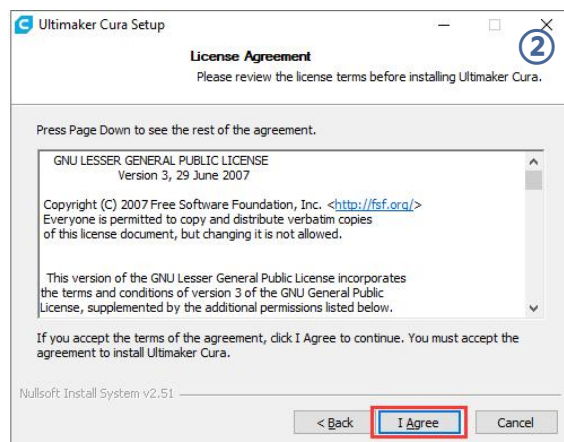 Ultimaker Cura Setup
②
License Agreement
Please review the license terms before installing Ultimaker Cura.
Press Page Down to see the rest of the agreement.
GNU LESSER GENERAL PUBLIC LICENSE
Version 3, 29 June 2007
Copyright (C) 2007 Free Software Foundation, Inc. <http://fsf.org/>
Everyone is permitted to copy and distribute verbatim copies
of this license document, but changing it is not allowed.
This version of the GNU Lesser General Public License incorporates
the terms and conditions of version 3 of the GNU General Public
License, supplemented by the additional permissions listed below.
If you accept the terms of the agreement, click I Agree to continue. You must accept the
agreement to install Ultimaker Cura.
Nullsoft Install System v2.51
< Back I Agree Cancel